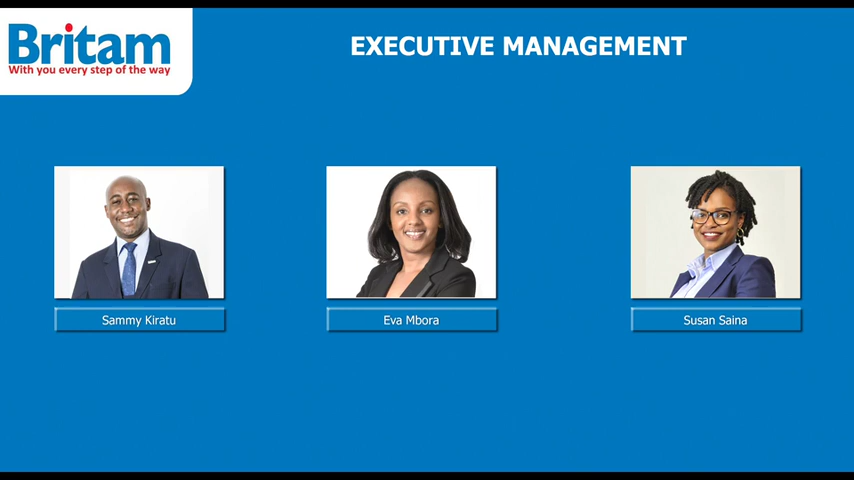 Britam
With you every step of the way
EXECUTIVE MANAGEMENT
Sammy Kiratu
Eva Mbora
Susan Saina